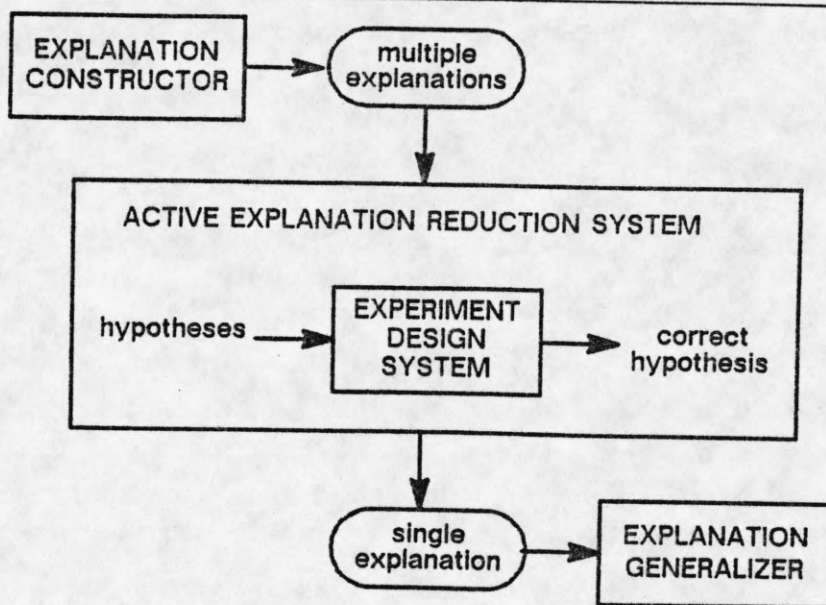 EXPLANATION
CONSTRUCTOR
multiple
explanations
ACTIVE EXPLANATION REDUCTION SYSTEM
hypotheses
EXPERIMENT
DESIGN
SYSTEM
correct
hypothesis
single
explanation
EXPLANATION
GENERALIZER